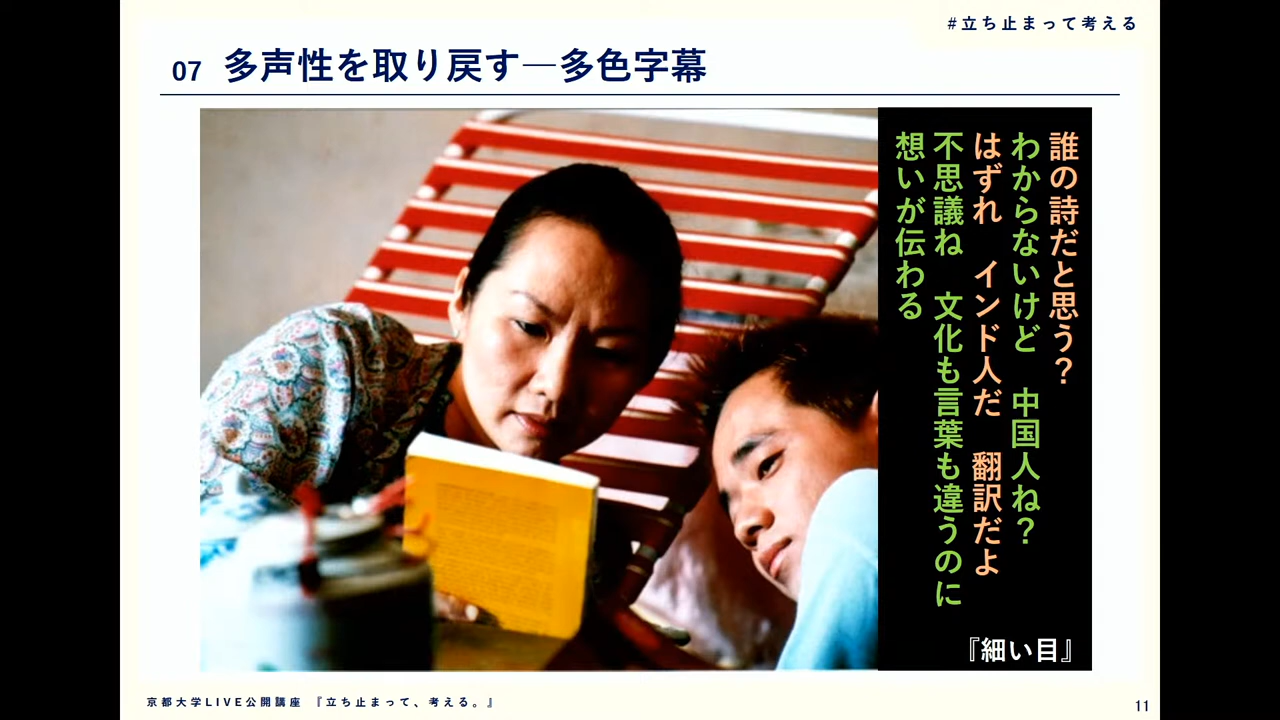 #立ち止まって考える
07 多声性を取り戻す―多色字幕
誰の詩だと思う？
わからないけど　中国人ね？
はずれ　インド人だ　翻訳だよ
不思議ね　文化も言葉も違うのに
想いが伝わる
『細い目』
京都大学LIVE公開講座 『立ち止まって、考える。』
11